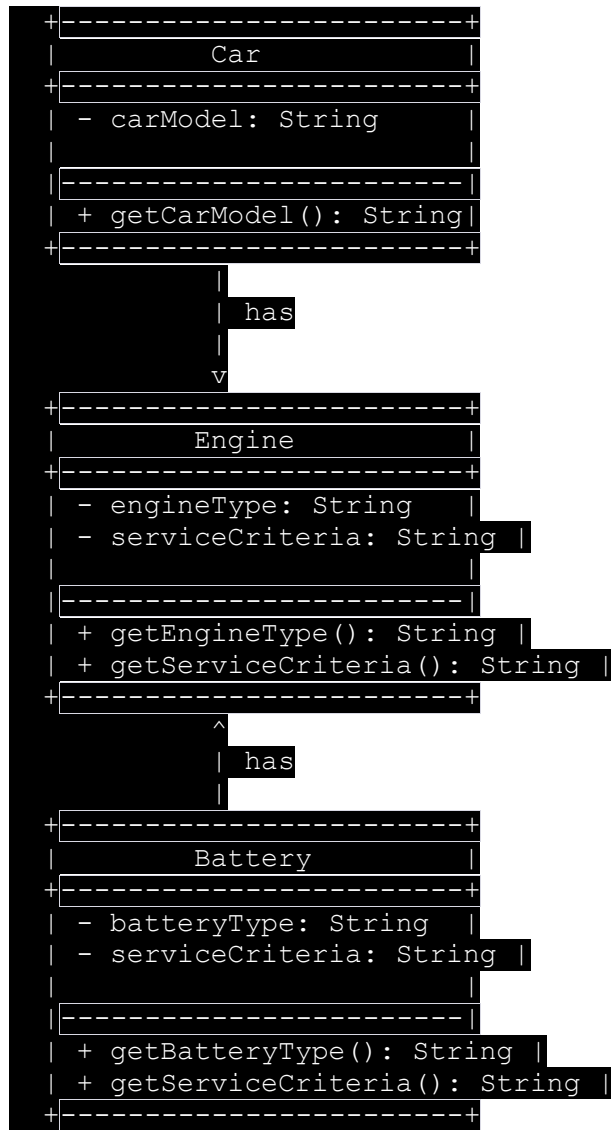 +------------------------+
|         Car            |
+------------------------+
| - carModel: String     |
|                        |
|------------------------|
| + getCarModel(): String|
+------------------------+
          |
          | has
          |
          v
+------------------------+
|        Engine          |
+------------------------+
| - engineType: String   |
| - serviceCriteria: String |
|                        |
|------------------------|
| + getEngineType(): String |
| + getServiceCriteria(): String |
+------------------------+
          ^
          | has
          |
+------------------------+
|        Battery         |
+------------------------+
| - batteryType: String  |
| - serviceCriteria: String |
|                        |
|------------------------|
| + getBatteryType(): String |
| + getServiceCriteria(): String |
+------------------------+